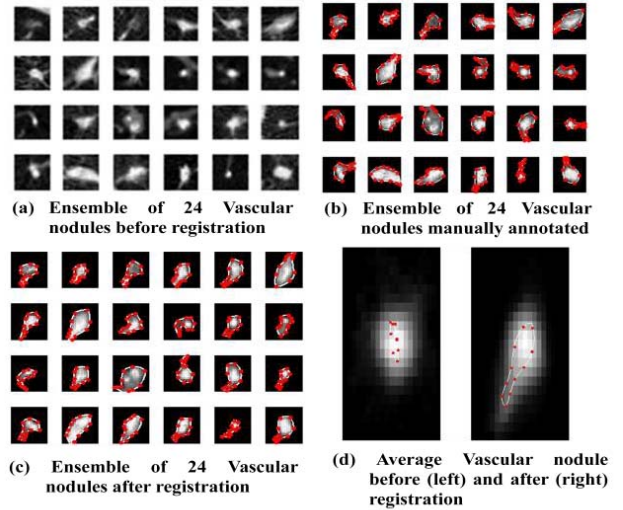 (a) Ensemble of 24 Vascular
nodules before registration
(b) Ensemble of 24 Vascular
nodules manually annotated
(c) Ensemble of 24 Vascular
nodules after registration
(d) Average Vascular nodule
before (left) and after (right)
registration